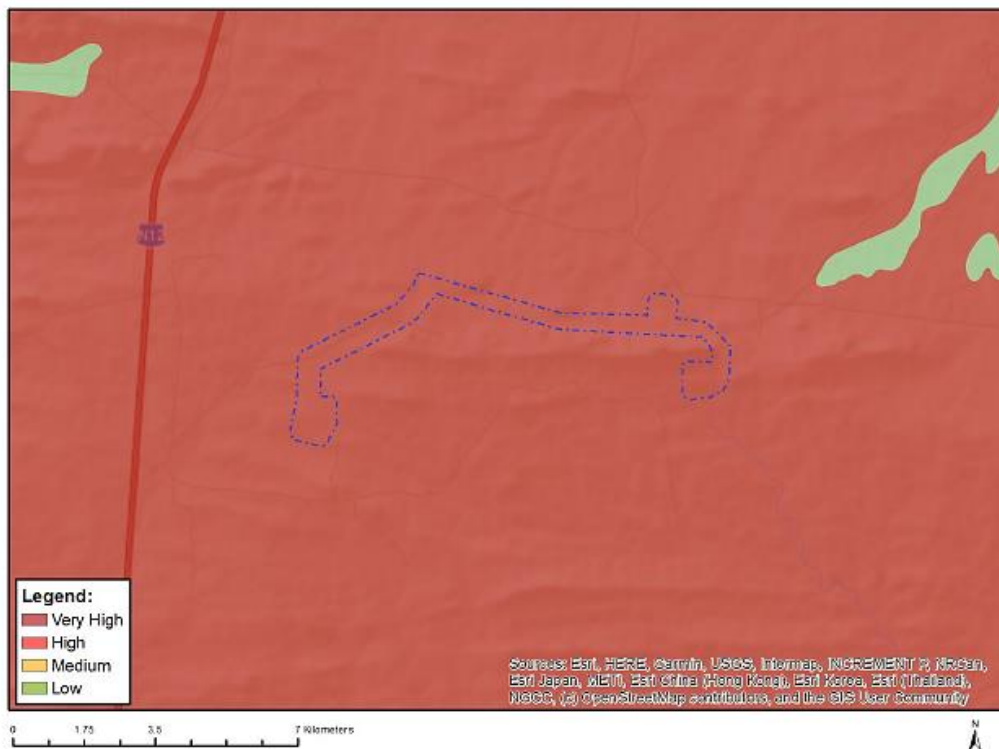 Legend:
Very High
High
Medium
Low
Sources: Esri, HERE, Garmin, USGS, Intermap, INCREMENT P, NRCan,
Esri Japan, METI, Esri China (Hong Kong), Esri Korea, Esri (Thailand),
NGCC, (c) OpenStreetMap contributors, and the GIS User Community
0 1.75 3.5 7 Kilometers
N